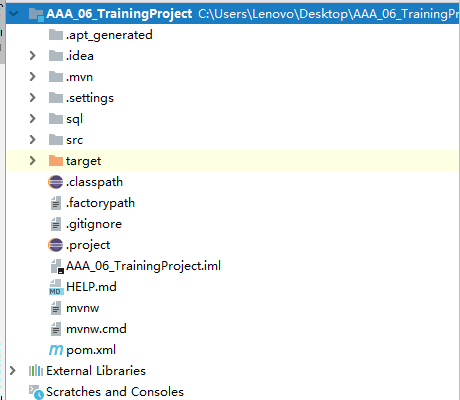 AAA_06_TrainingProject C:\Users\Lenovo\Desktop\AAA_06_TrainingPr
.apt_generated
.idea
.mvn
.settings
sql
src
target
.classpath
.factorypath
.gitignore
.project
AAA_06_TrainingProject.iml
MD HELP.md
mvnw
mvnw.cmd
m pom.xml
External Libraries
Scratches and Consoles